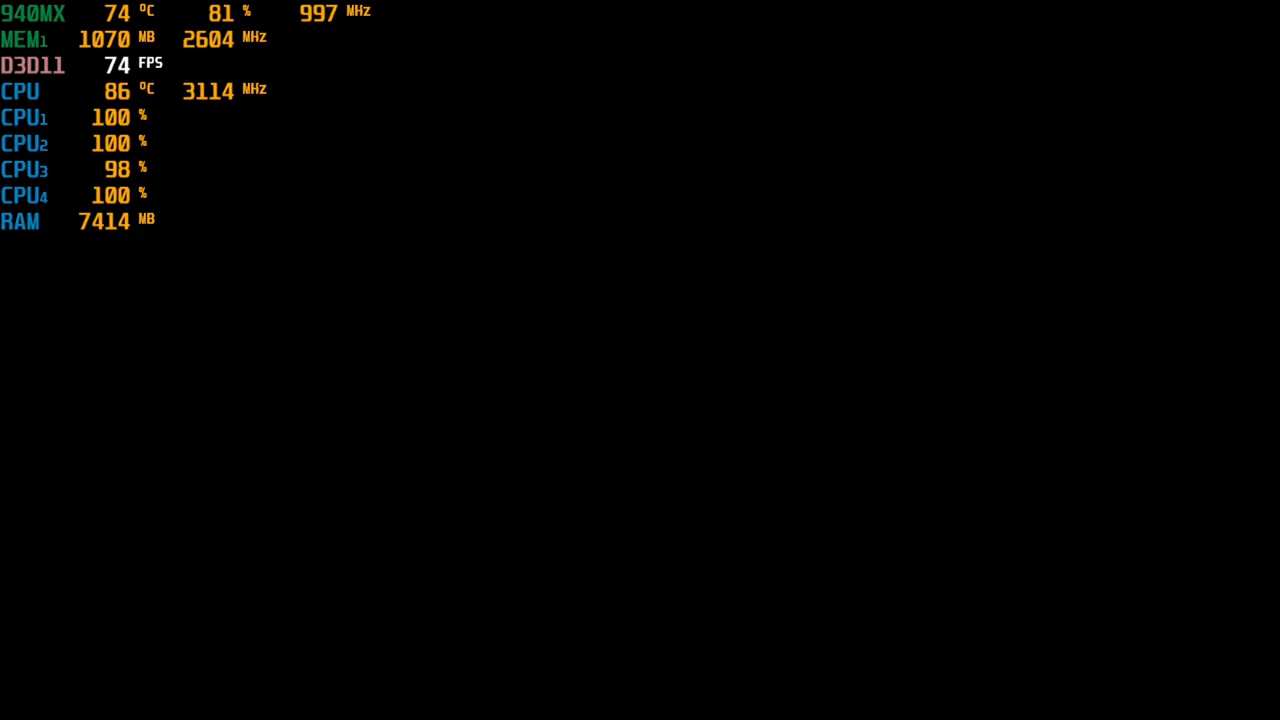 940MX 74 °C 81 % 997 MHz
MEM1 1070 MB 2604 MHz
D3D11 74 FPS
CPU 86 °C 3114 MHz
CPU1 100 %
CPU2 100 %
CPU3 98 %
CPU4 100 %
RAM 7414 MB